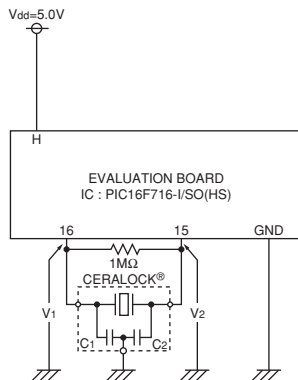 Vdd=5.0V
H
EVALUATION BOARD
IC : PIC16F716-I/SO(HS)
16
15
GND
1MΩ
CERALOCK®
V1
V2
C1
C2